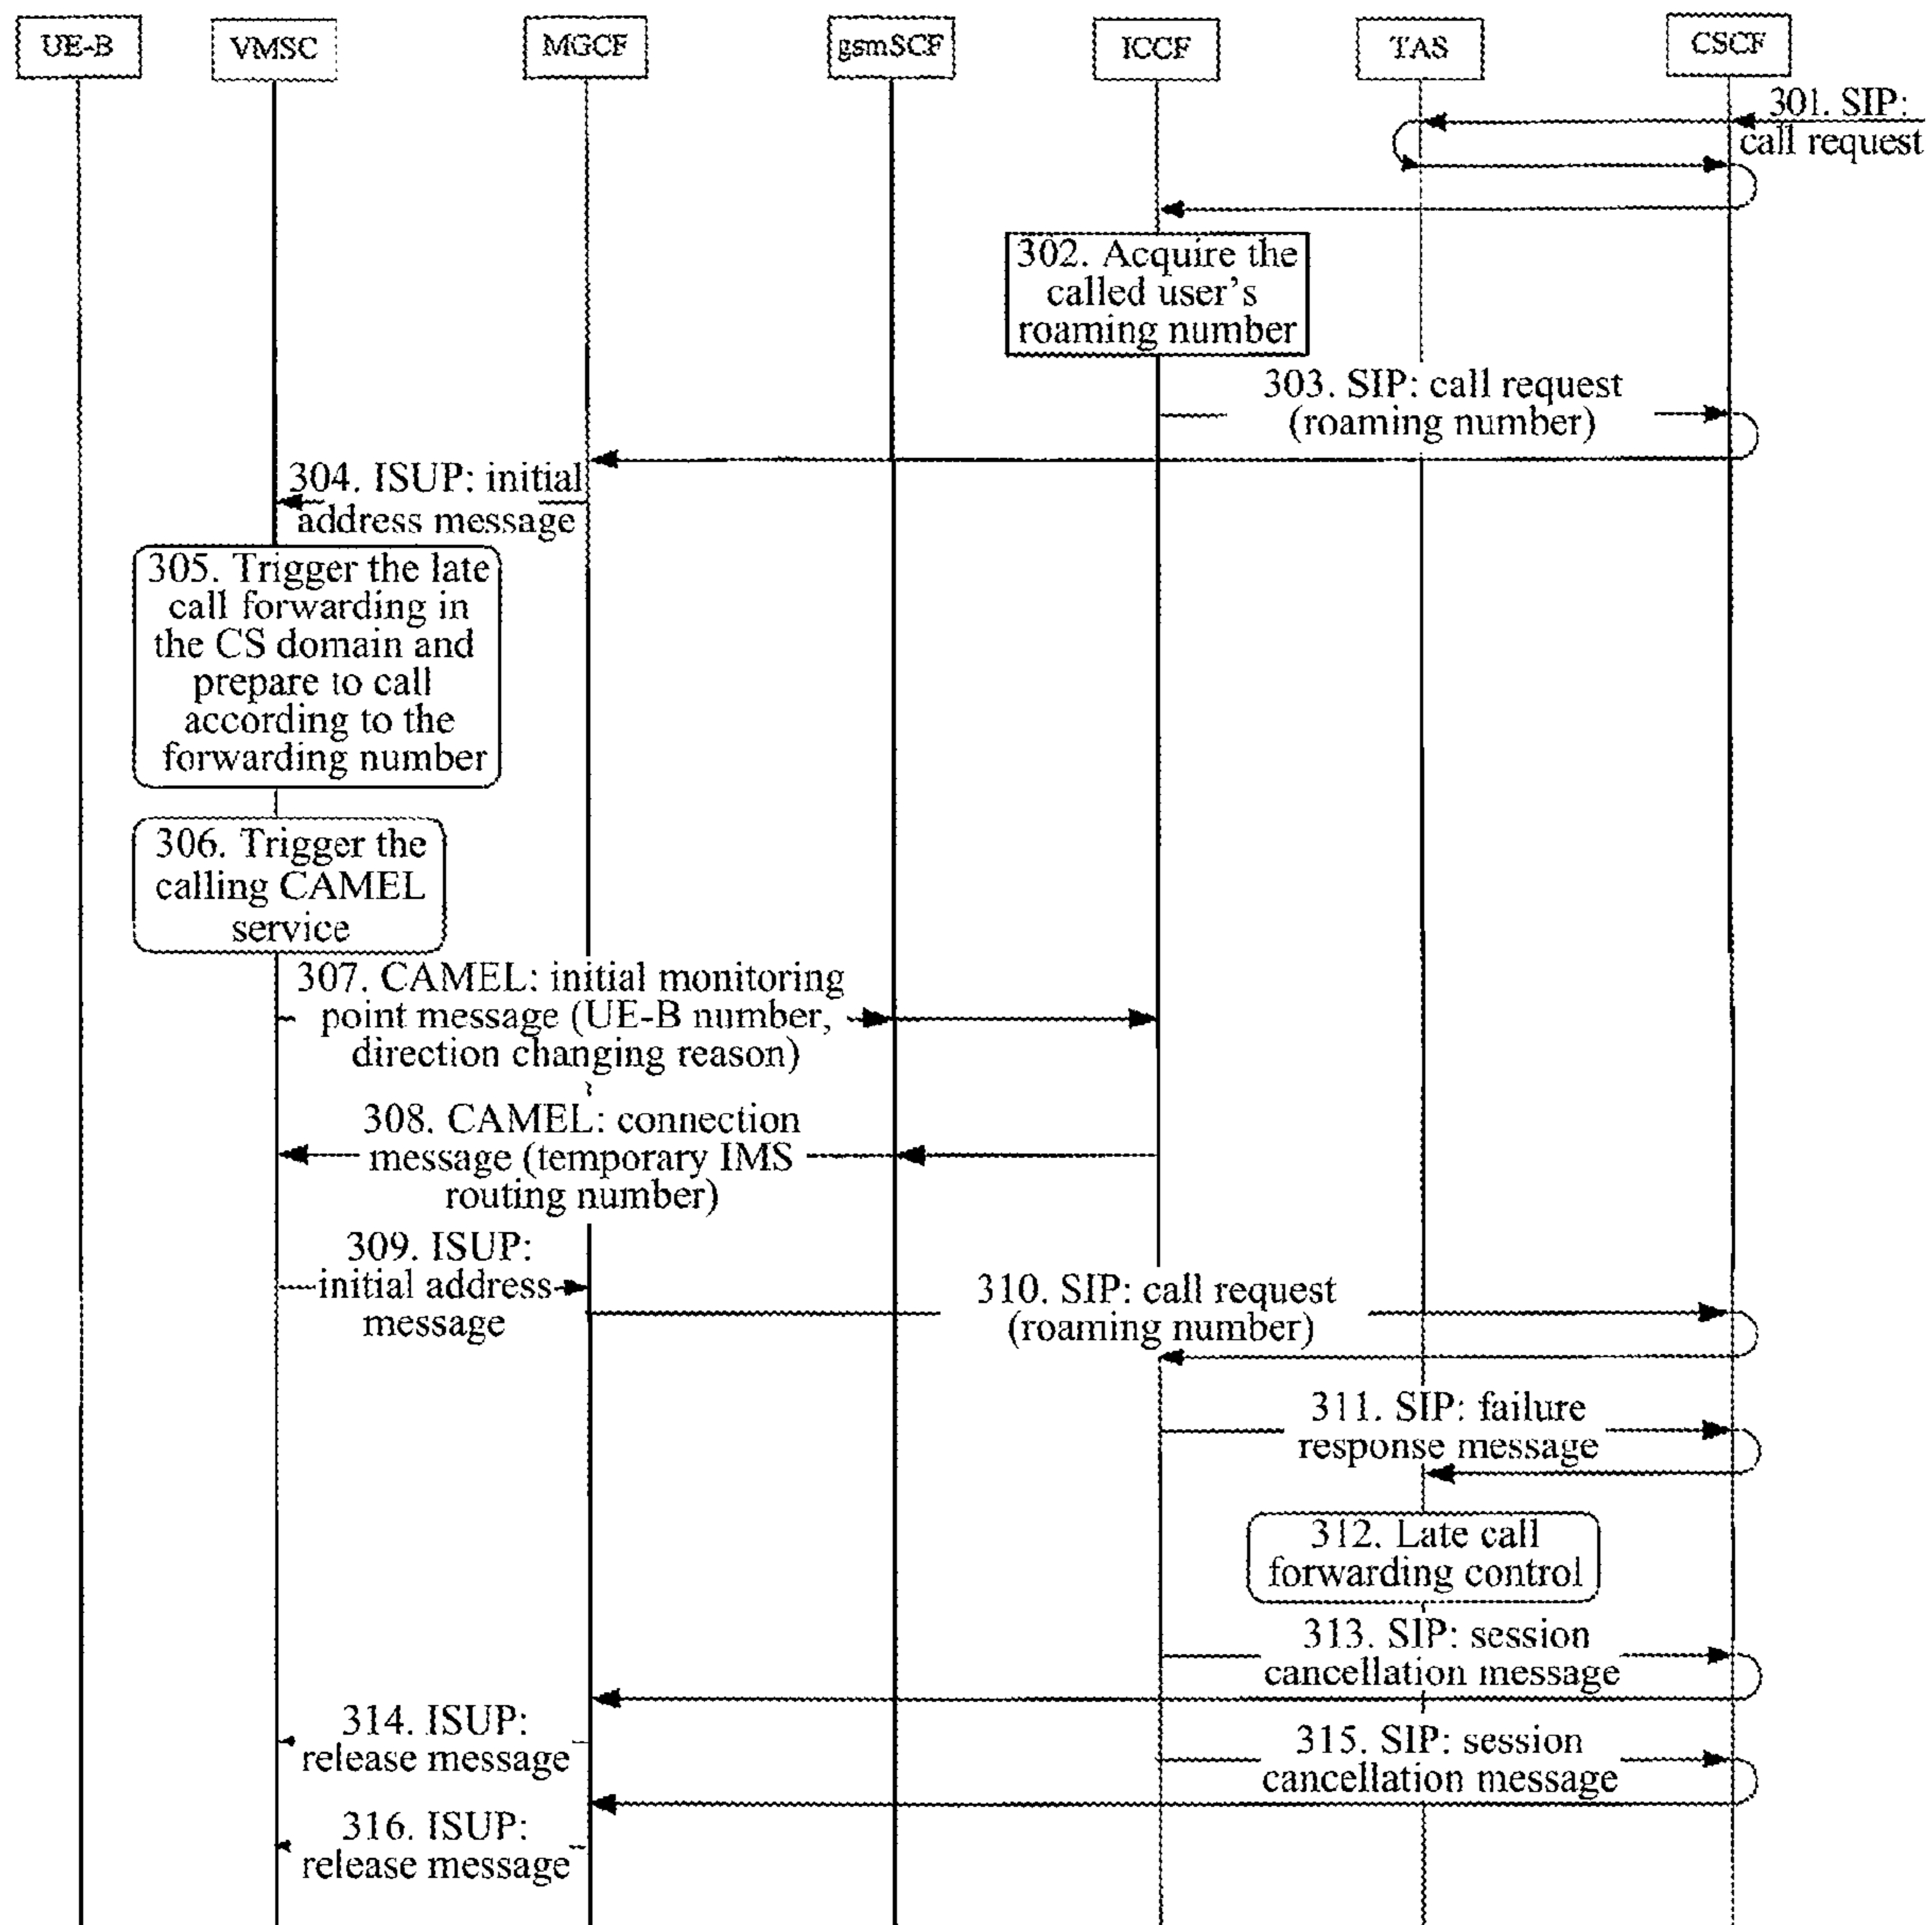 UE-B
VMSC
MGCF
gsmSCF
ICCF
TAS
CSCF
301. SIP:
call request
302. Acquire the
called user's
roaming number
303. SIP: call request
(roaming number)
304. ISUP: initial
address message
305. Trigger the late
call forwarding in
the CS domain and
prepare to call
according to the
forwarding number
306. Trigger the
calling CAMEL
service
307. CAMEL: initial monitoring
point message (UE-B number,
direction changing reason)
308. CAMEL: connection
message (temporary IMS
routing number)
309. ISUP:
initial address
message
310. SIP: call request
(roaming number)
311. SIP: failure
response message
312. Late call
forwarding control
313. SIP: session
cancellation message
314. ISUP:
release message
315. SIP: session
cancellation message
316. ISUP:
release message